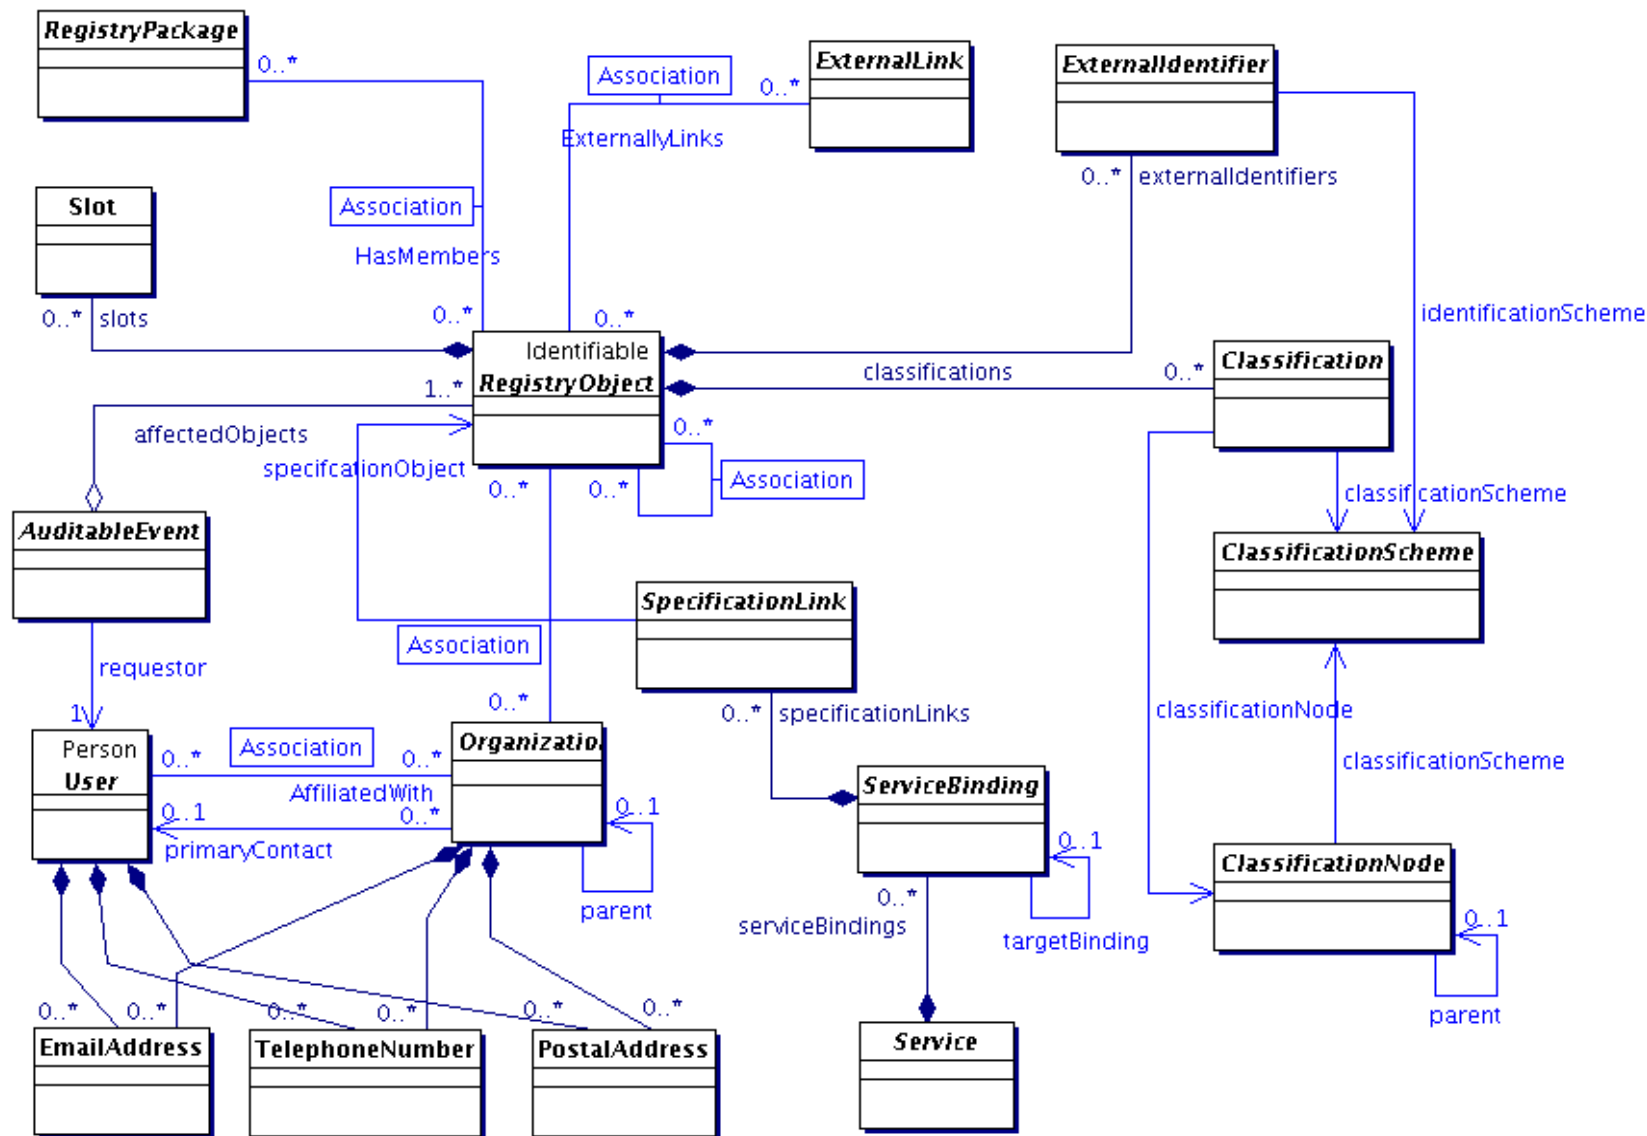 RegistryPackage
0..*
Association
ExternallyLinks
0..*
ExternalLink
ExternalIdentifier
0..* externalIdentifiers
Slot
0..* slots
Association
HasMembers
0..*
0..*
identificationScheme
Identifiable
RegistryObject
classifications
0..*
Classification
1..*
affectedObjects
specifcationObject
0..*
0..*
0..*
Association
classificationScheme
AuditableEvent
ClassificationScheme
SpecificationLink
Association
requestor
1
0..*
0..* specificationLinks
classificationNode
Person
User
0..*
Association
0..*
AffiliatedWith
Organizatio
0..1
0..*
primaryContact
0..1
parent
ServiceBinding
0..1
targetBinding
classificationScheme
ClassificationNode
0..1
parent
0..*
serviceBindings
0..*
0..*
0..*
0..*
0..*
0..*
EmailAddress
TelephoneNumber
PostalAddress
Service